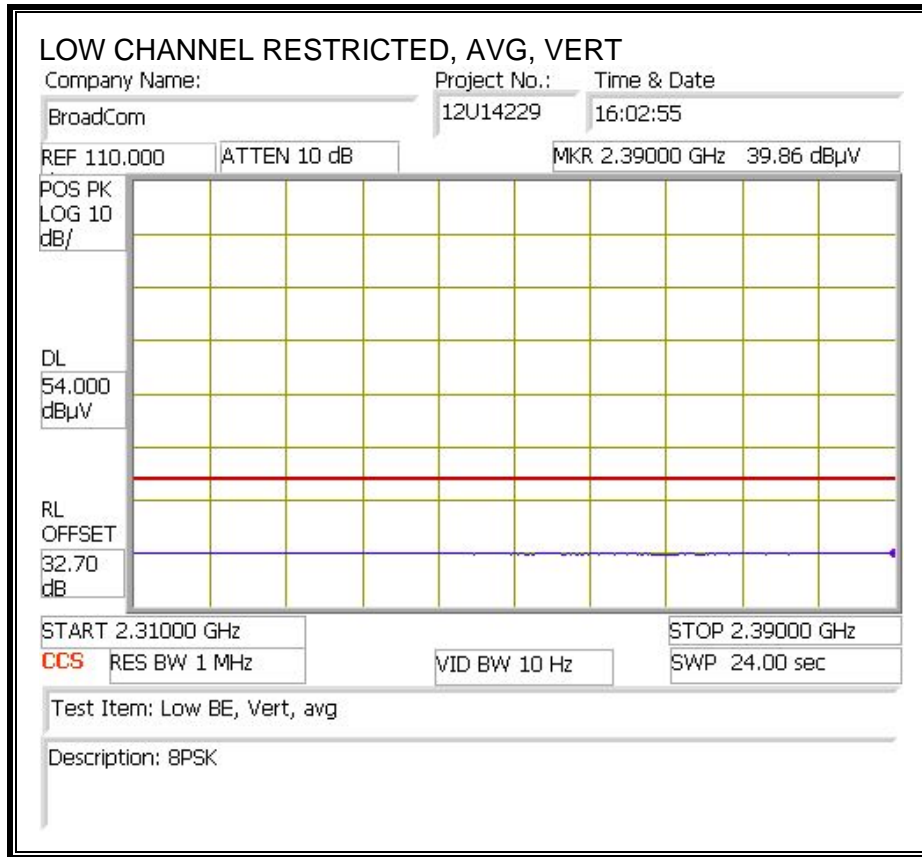 LOW CHANNEL RESTRICTED, AVG, VERT
Company Name: Project No.: Time & Date
BroadCom 12U14229 16:02:55
REF 110.000 ATTEN 10 dB MKR 2.39000 GHz 39.86 dBµV
POS PK
LOG 10
dB/
DL
54.000
dBµV
RL
OFFSET
32.70
dB
START 2.31000 GHz STOP 2.39000 GHz
CCS RES BW 1 MHz VID BW 10 Hz SWP 24.00 sec
Test Item: Low BE, Vert, avg
Description: 8PSK